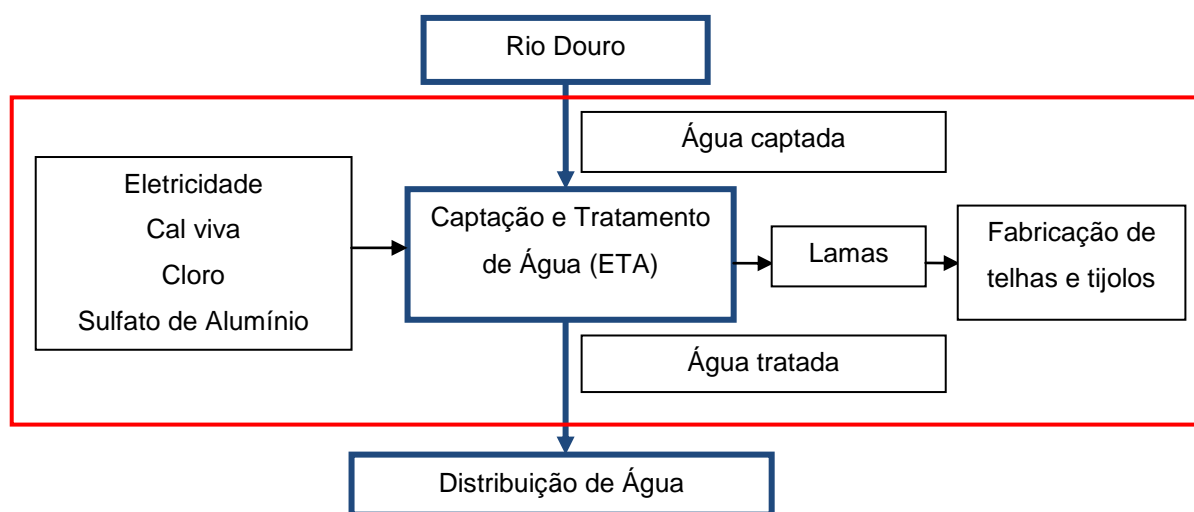 Rio Douro
Água captada
Eletricidade
Cal viva
Cloro
Sulfato de Alumínio
Captação e Tratamento
de Água (ETA)
Lamas
Fabricação de
telhas e tijolos
Água tratada
Distribuição de Água